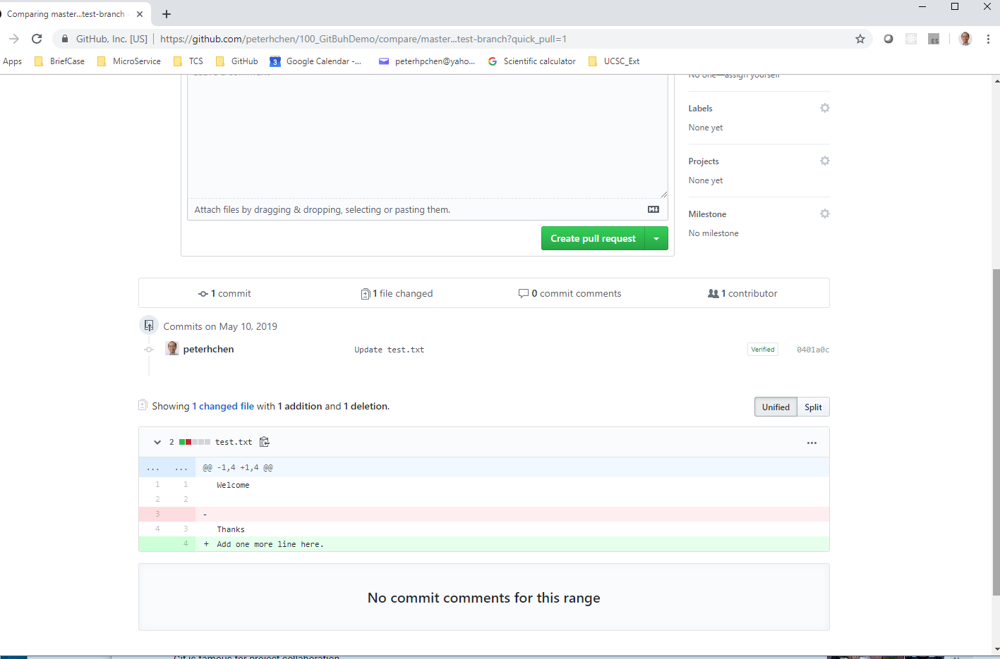 Comparing master...test-branch
GitHub, Inc. [US] https://github.com/peterhchen/100_GitBuhDemo/compare/master...test-branch?quick_pull=1
ES
Apps BriefCase MicroService TCS GitHub 3 Google Calendar -... peterhpchen@yaho... Scientific calculator UCSC_Ext
Leave a comment
No one—assign yourself
Labels
None yet
Projects
None yet
Attach files by dragging & dropping, selecting or pasting them.
Milestone
No milestone
Create pull request
1 commit 1 file changed 0 commit comments 1 contributor
Commits on May 10, 2019
peterhchen Update test.txt Verified 0401a0c
Showing 1 changed file with 1 addition and 1 deletion.
Unified Split
2 test.txt ...
... ... @@ -1,4 +1,4 @@
1 1 Welcome
2 2
3 -
4 3 Thanks
4 + Add one more line here.
No commit comments for this range
Git is famous for project collaboration